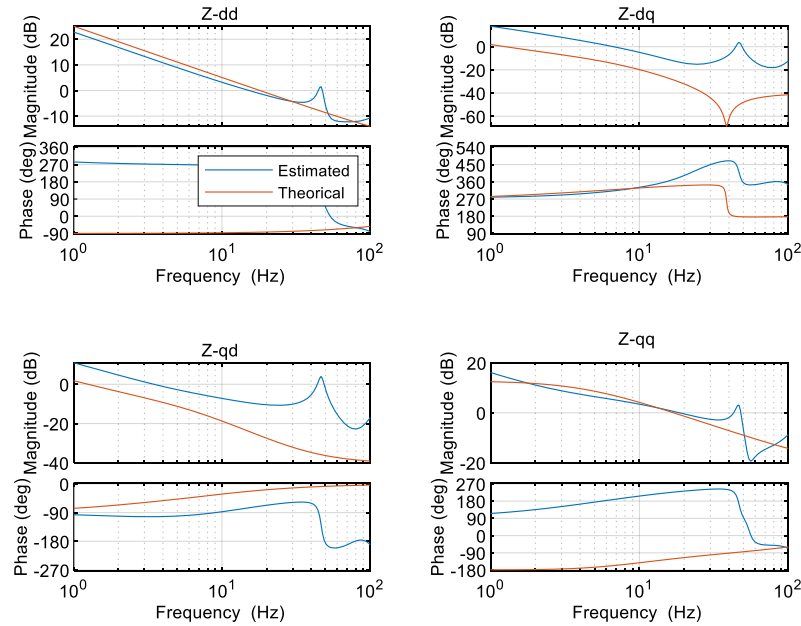 Z-dd
Magnitude (dB)
20
10
0
-10
Phase (deg)
360
270
180
90
0
-90
10^0
10^1
10^2
Frequency (Hz)
Estimated
Theorical
Z-dq
Magnitude (dB)
0
-20
-40
-60
Phase (deg)
540
450
360
270
180
90
10^0
10^1
10^2
Frequency (Hz)
Z-qd
Magnitude (dB)
0
-20
-40
Phase (deg)
0
-90
-180
-270
10^0
10^1
10^2
Frequency (Hz)
Z-qq
Magnitude (dB)
20
0
-20
Phase (deg)
270
180
90
0
-90
-180
10^0
10^1
10^2
Frequency (Hz)